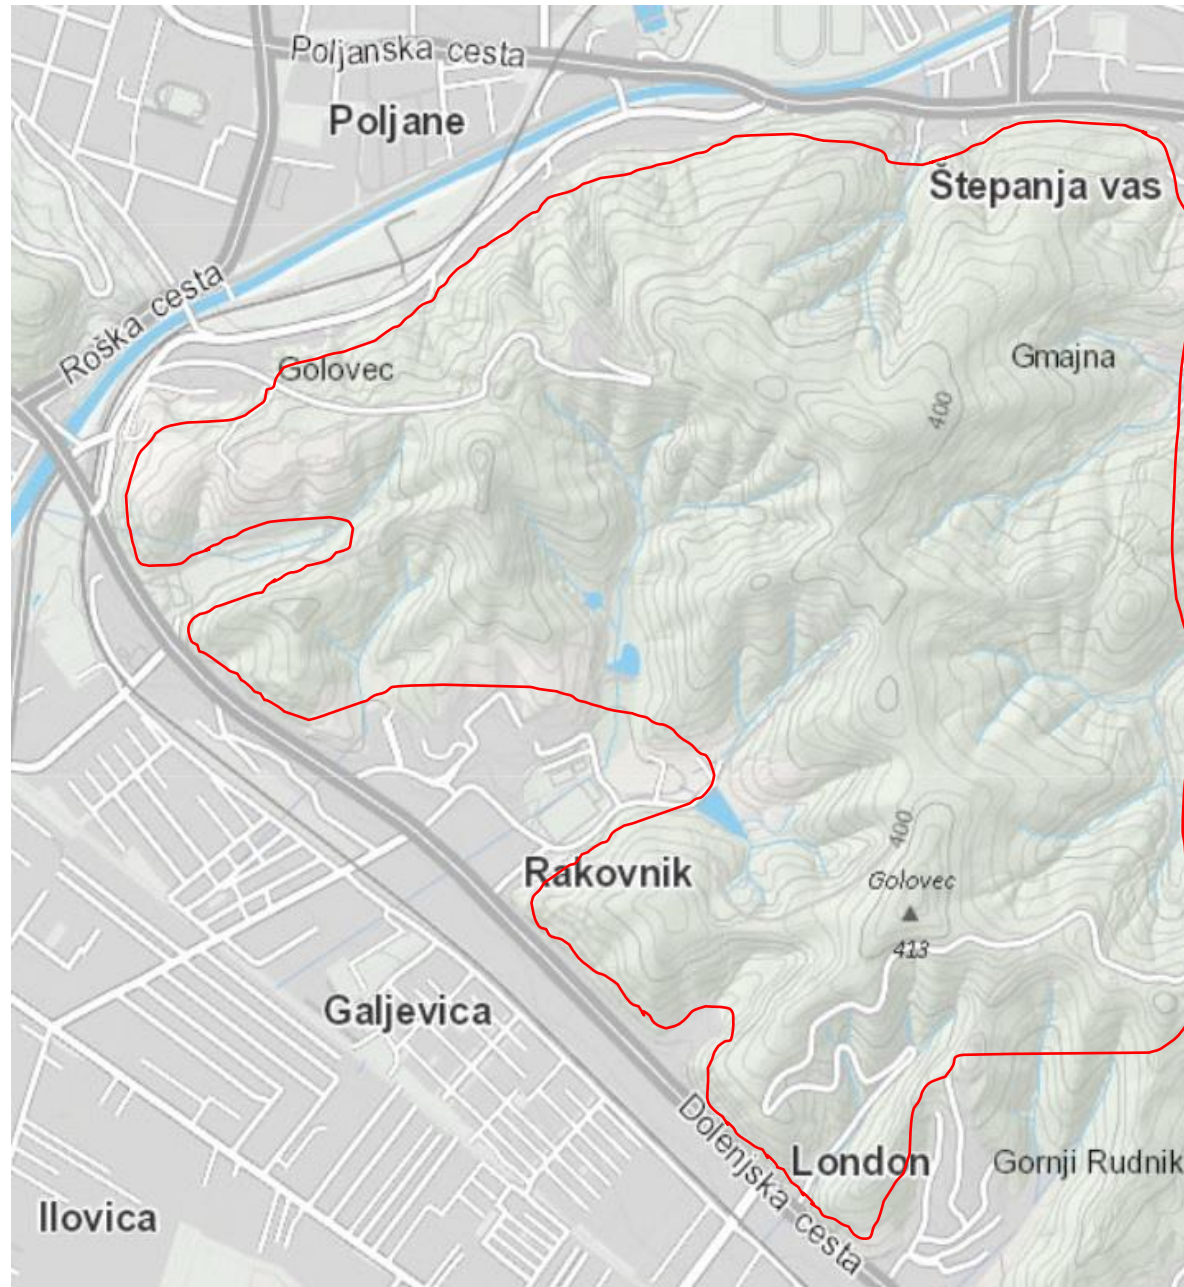 Poljanska cesta
Poljane
Štepanja vas
Roška cesta
Golovec
Gmajna
400
400
Rakovnik
Golovec
413
Galjevica
Dolenjska cesta
London
Gornji Rudnik
Ilovica